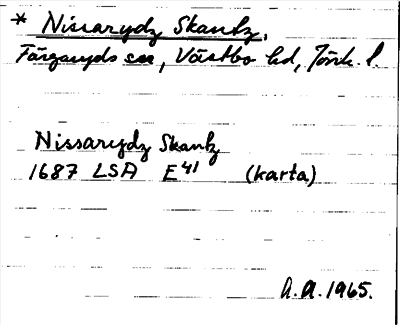 * Nissarydz Skantz,
Färgaryds sn, Västbo hd, Jönk. l.
Nissarydz Skantz
1687 LSA E41 (karta)
A.A. 1965.